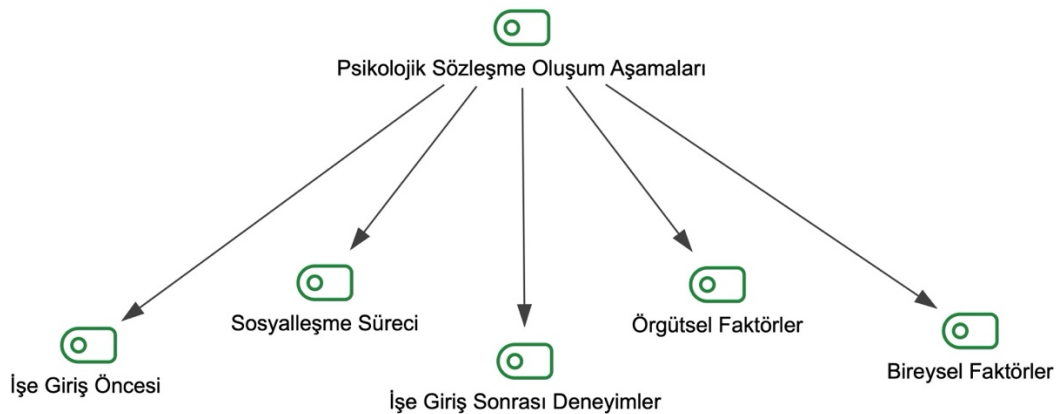 Psikolojik Sözleşme Oluşum Aşamaları
Sosyalleşme Süreci
Örgütsel Faktörler
İşe Giriş Öncesi
İşe Giriş Sonrası Deneyimler
Bireysel Faktörler